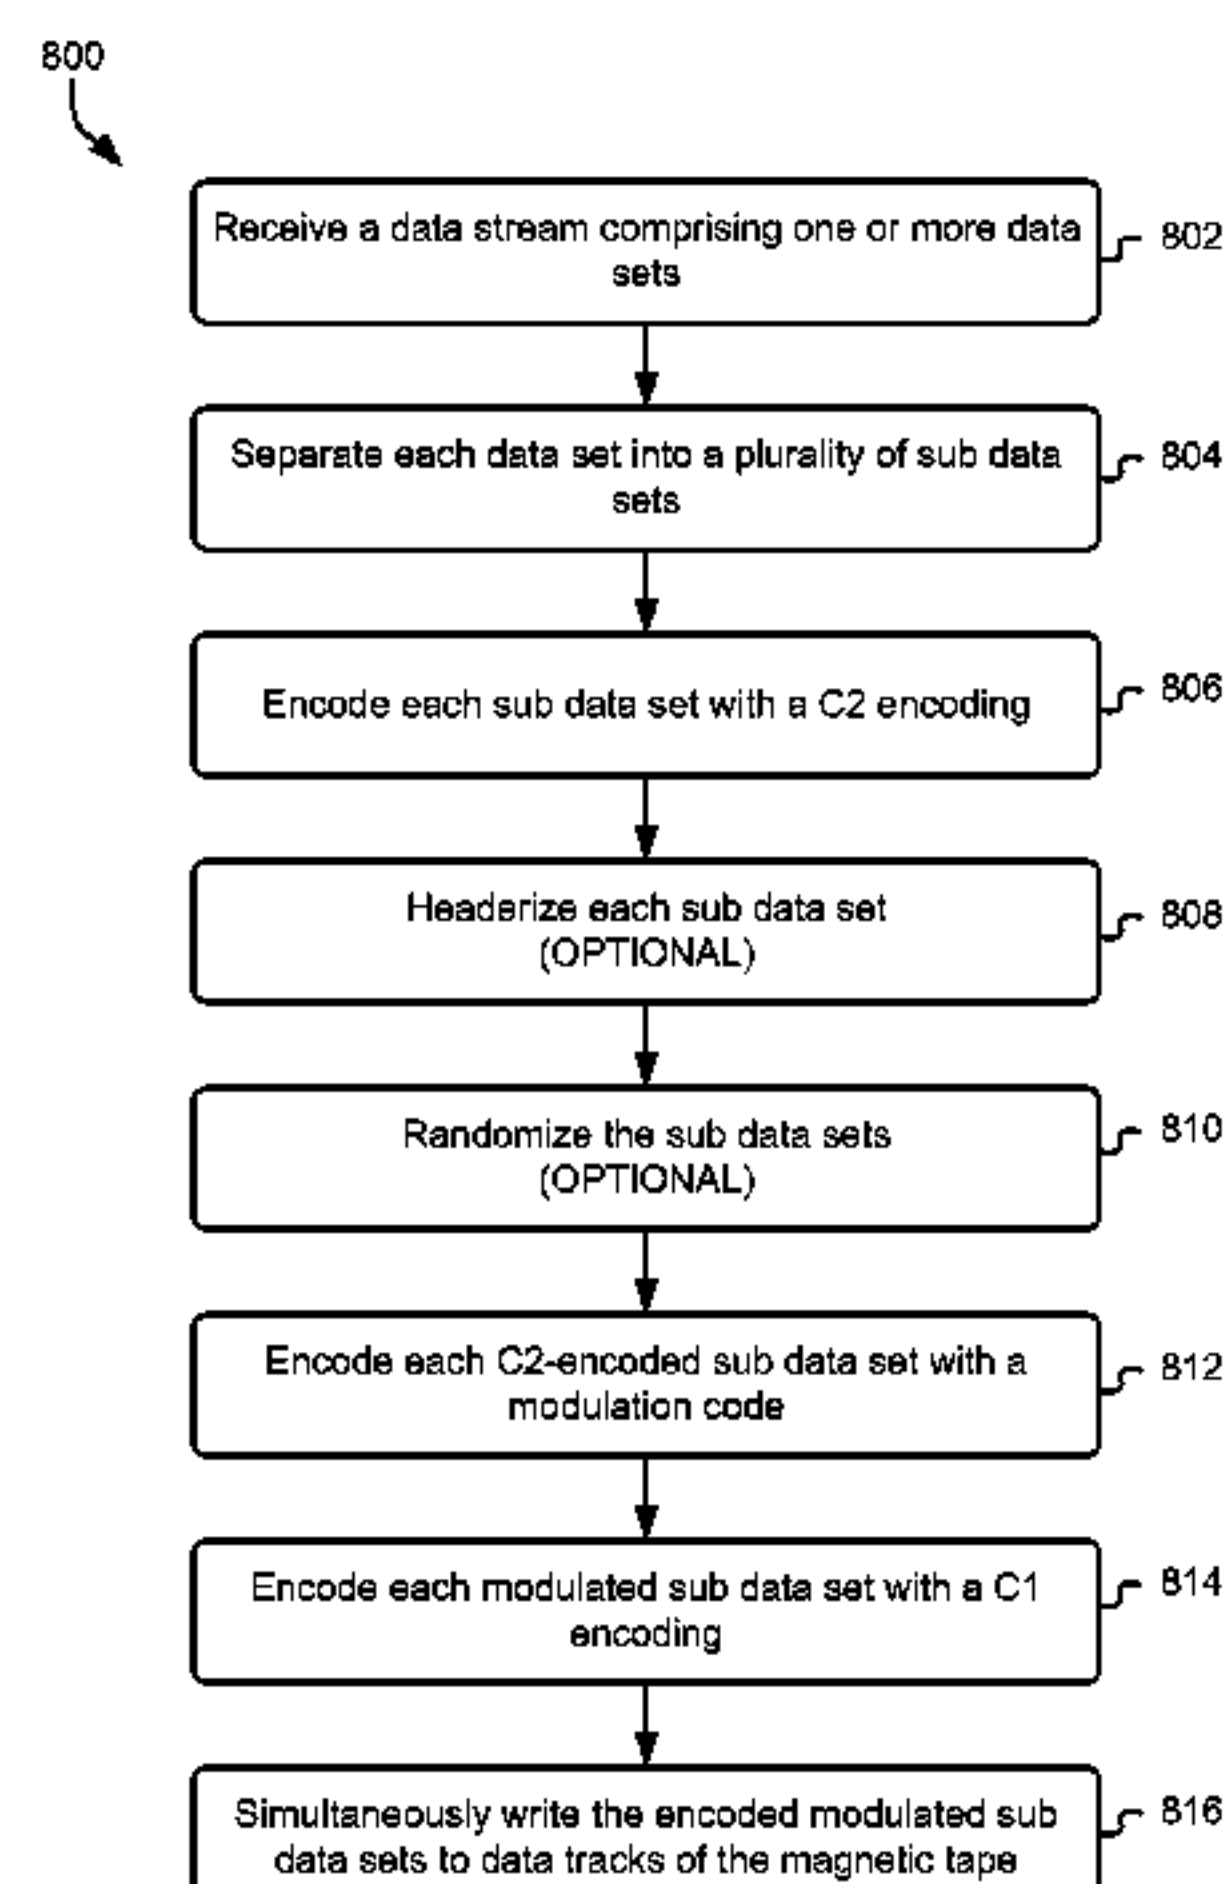 800
Receive a data stream comprising one or more data
sets
802
Separate each data set into a plurality of sub data
sets
804
Encode each sub data set with a C2 encoding
806
Headerize each sub data set
(OPTIONAL)
808
Randomize the sub data sets
(OPTIONAL)
810
Encode each C2-encoded sub data set with a
modulation code
812
Encode each modulated sub data set with a C1
encoding
814
Simultaneously write the encoded modulated sub
data sets to data tracks of the magnetic tape
816